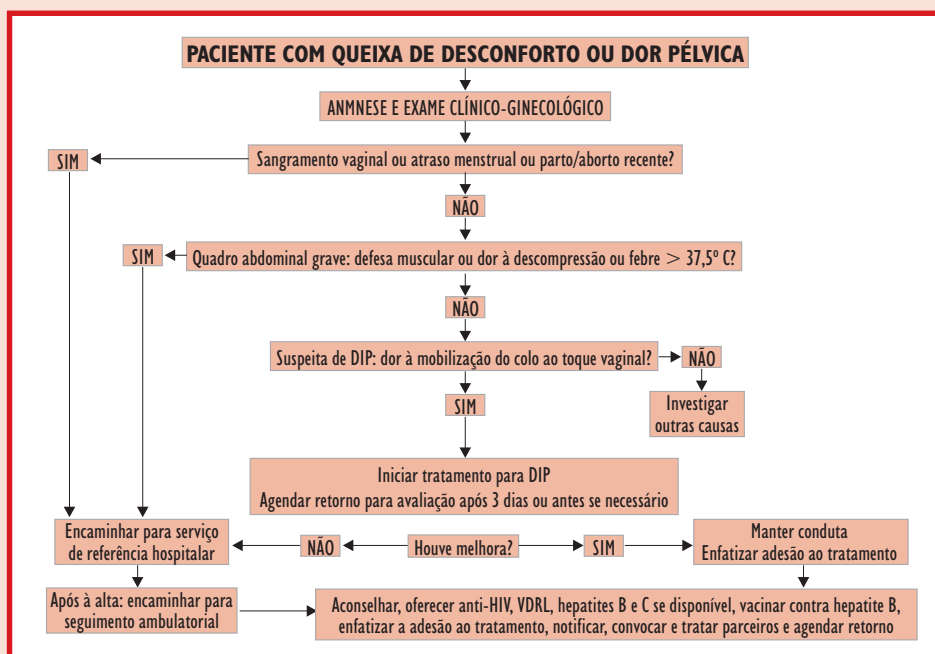 PACIENTE COM QUEIXA DE DESCONFORTO OU DOR PÉLVICA
ANMNESE E EXAME CLÍNICO-GINECOLÓGICO
SIM
Sangramento vaginal ou atraso menstrual ou parto/aborto recente?
NÃO
SIM
Quadro abdominal grave: defesa muscular ou dor à descompressão ou febre > 37,5º C?
NÃO
Suspeita de DIP: dor à mobilização do colo ao toque vaginal?
NÃO
SIM
Investigar
outras causas
Iniciar tratamento para DIP
Agendar retorno para avaliação após 3 dias ou antes se necessário
Encaminhar para serviço
de referência hospitalar
NÃO
Houve melhora?
SIM
Manter conduta
Enfatizar adesão ao tratamento
Após à alta: encaminhar para
seguimento ambulatorial
Aconselhar, oferecer anti-HIV, VDRL, hepatites B e C se disponível, vacinar contra hepatite B,
enfatizar a adesão ao tratamento, notificar, convocar e tratar parceiros e agendar retorno